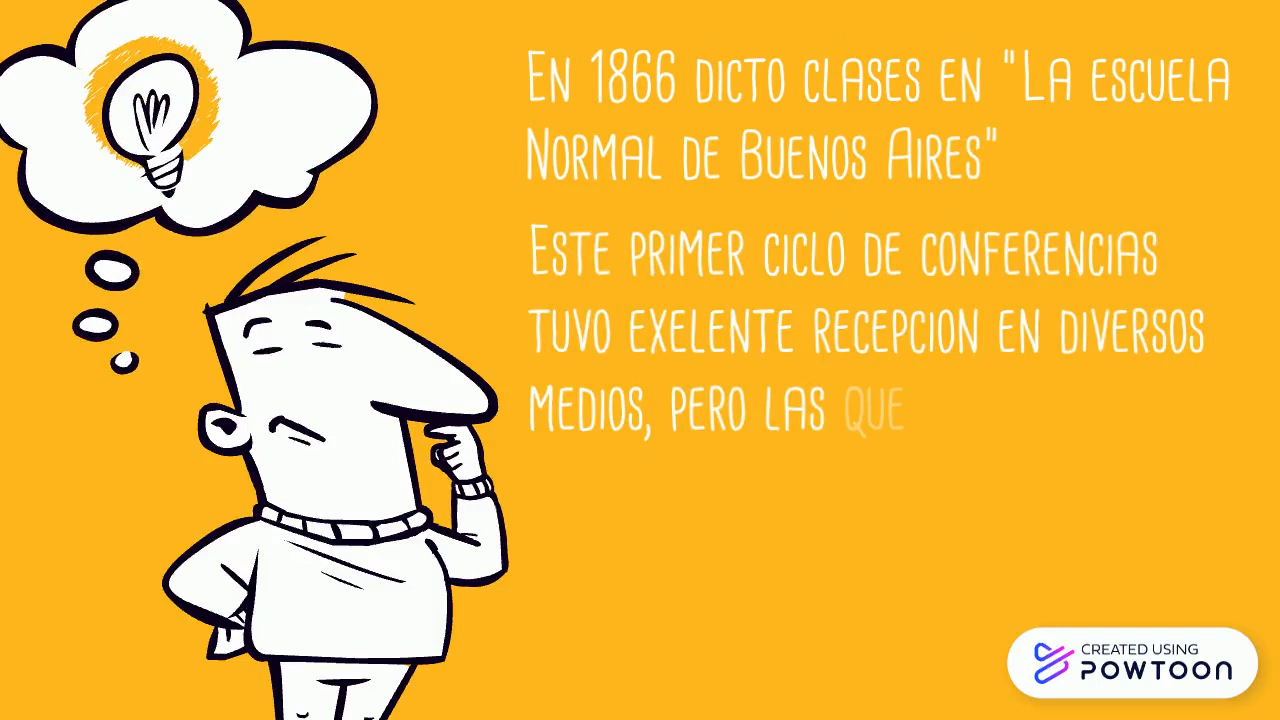 En 1866 dicto clases en "La escuela
Normal de Buenos Aires"
Este primer ciclo de conferencias
tuvo exelente recepcion en diversos
medios, pero las que
CREATED USING
POWTOON